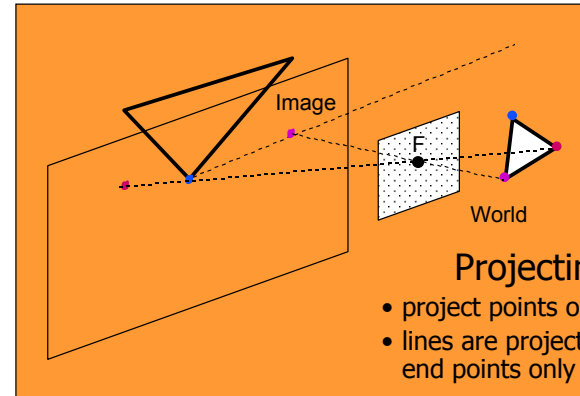 Image
F
World
Projectin
• project points o
• lines are project
end points only